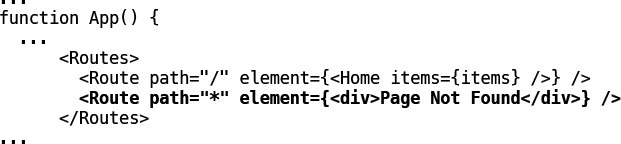 ...
function App() {
  ...
      <Routes>
        <Route path="/" element={<Home items={items} />} />
        <Route path="*" element={<div>Page Not Found</div>} />
      </Routes>
...